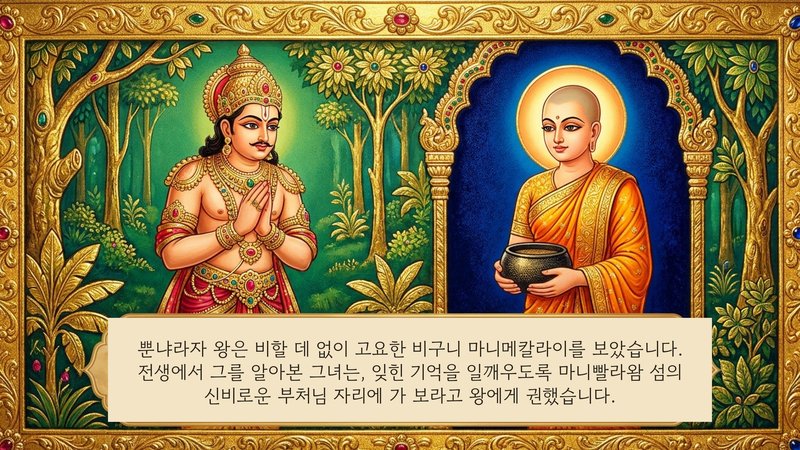 뿐냐라자 왕은 비할 데 없이 고요한 비구니 마니메칼라이를 보았습니다.
전생에서 그를 알아본 그녀는, 잊힌 기억을 일깨우도록 마니빨라왐 섬의
신비로운 부처님 자리에 가 보라고 왕에게 권했습니다.